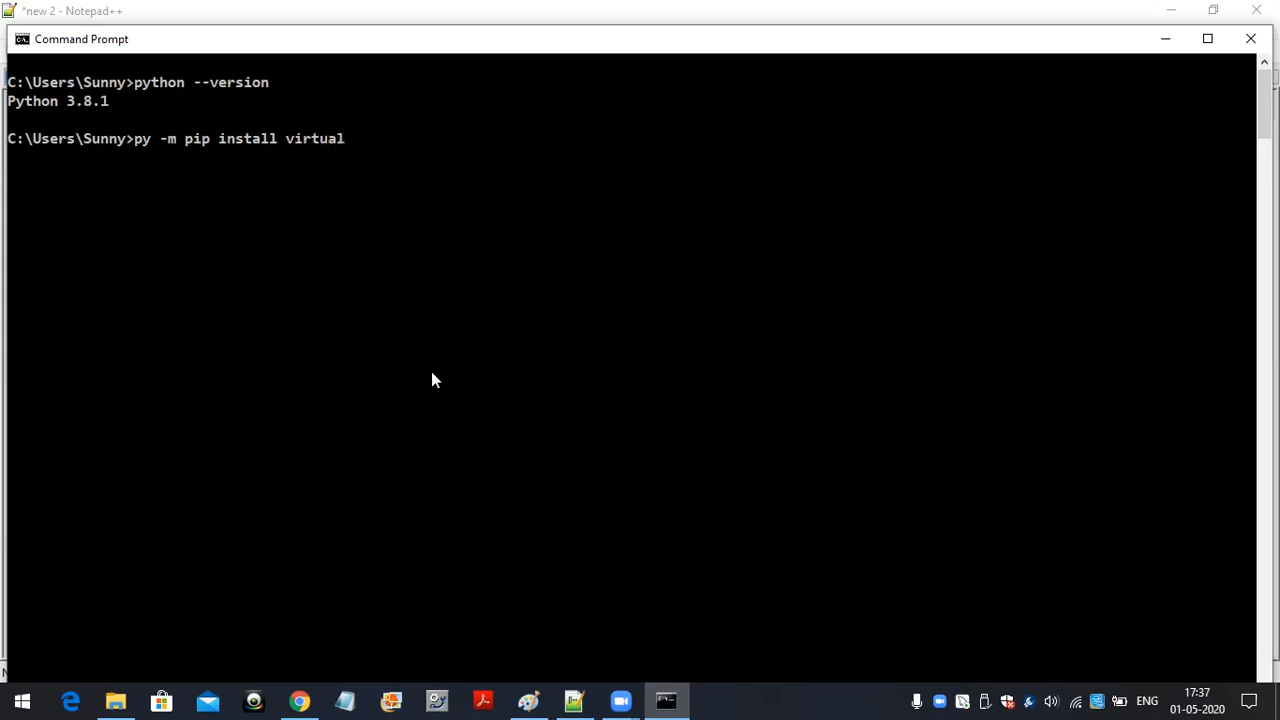 *new 2 - Notepad++
Command Prompt
C:\Users\Sunny>python --version
Python 3.8.1
C:\Users\Sunny>py -m pip install virtual
ENG
17:37
01-05-2020